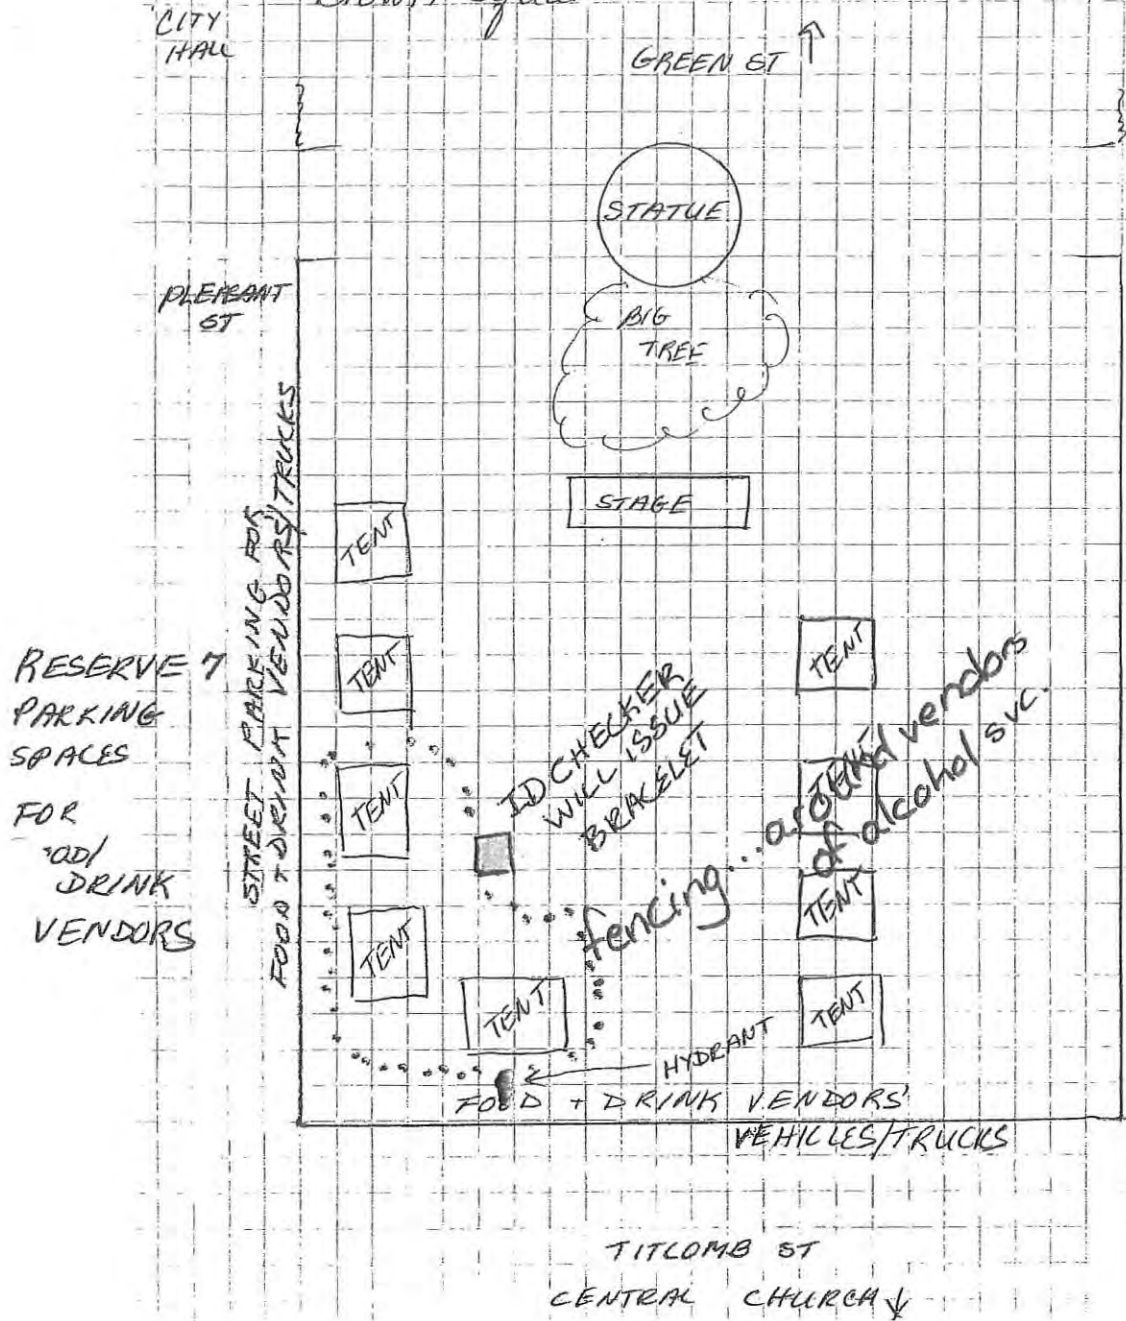 CITY
HALL
GREEN ST
STATUE
PLEASANT
ST
BIG
TREE
STAGE
STREET PARKING FOR
FOOD + DRINK VENDORS/TRUCKS
TENT
TENT
TENT
TENT
TENT
RESERVE 7
PARKING
SPACES
FOR
OD/
DRINK
VENDORS
ID CHECKER
WILL ISSUE
BRACELET
fencing... around vendors
of alcohol svc.
TENT
TENT
TENT
TENT
HYDRANT
FOOD + DRINK VENDORS'
VEHICLES/TRUCKS
TITCOMB ST
CENTRAL CHURCH